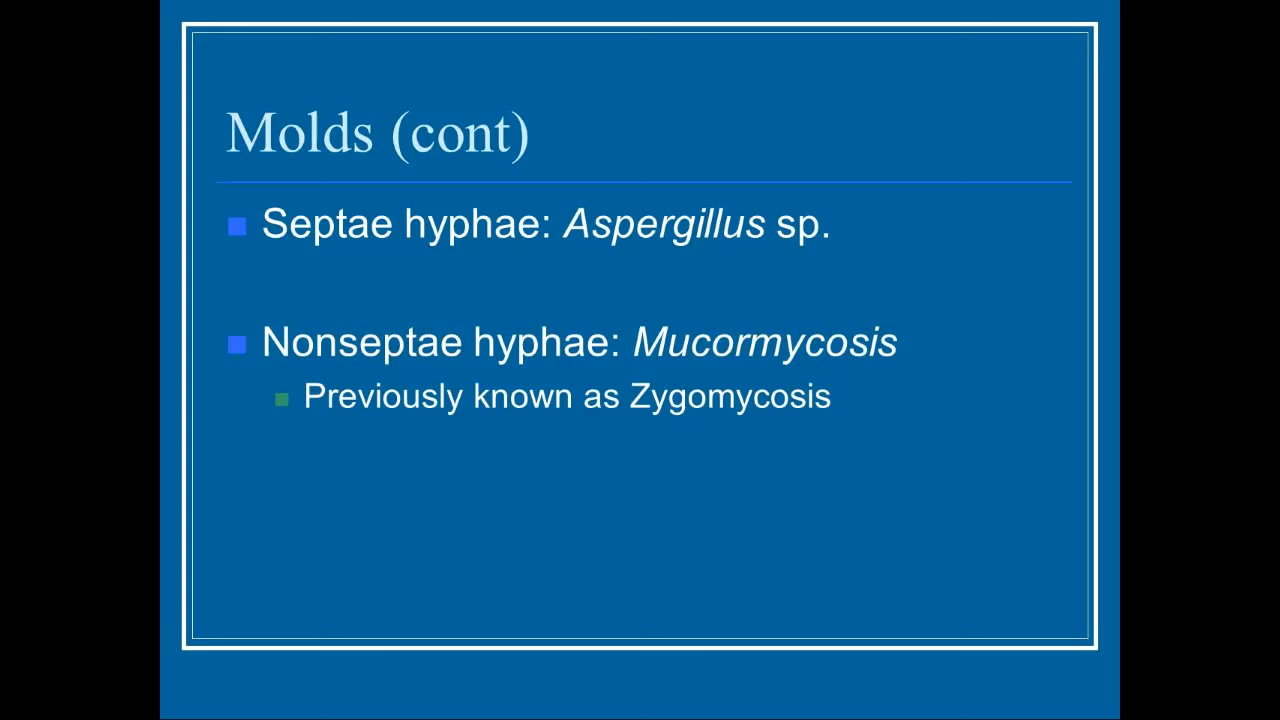 Molds (cont)
Septae hyphae: Aspergillus sp.
Nonseptae hyphae: Mucormycosis
Previously known as Zygomycosis